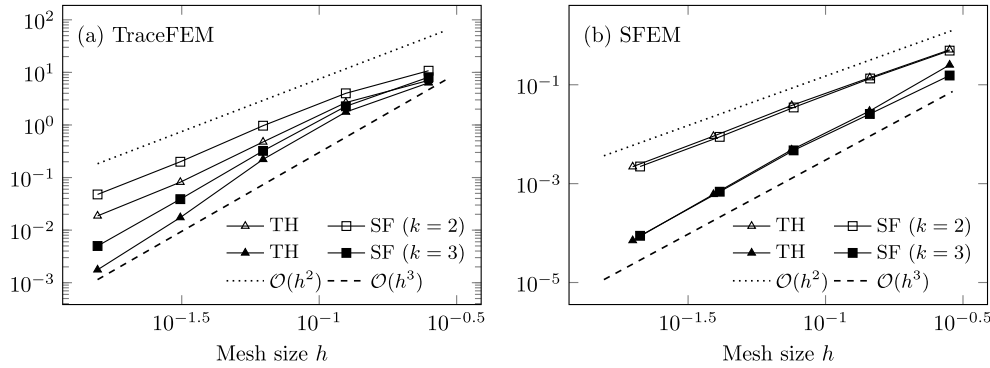 (a) TraceFEM
10^2
10^1
10^0
10^−1
10^−2
10^−3
TH SF (k = 2)
TH SF (k = 3)
O(h^2) O(h^3)
10^−1.5 10^−1 10^−0.5
Mesh size h
(b) SFEM
10^−1
10^−3
10^−5
TH SF (k = 2)
TH SF (k = 3)
O(h^2) O(h^3)
10^−1.5 10^−1 10^−0.5
Mesh size h